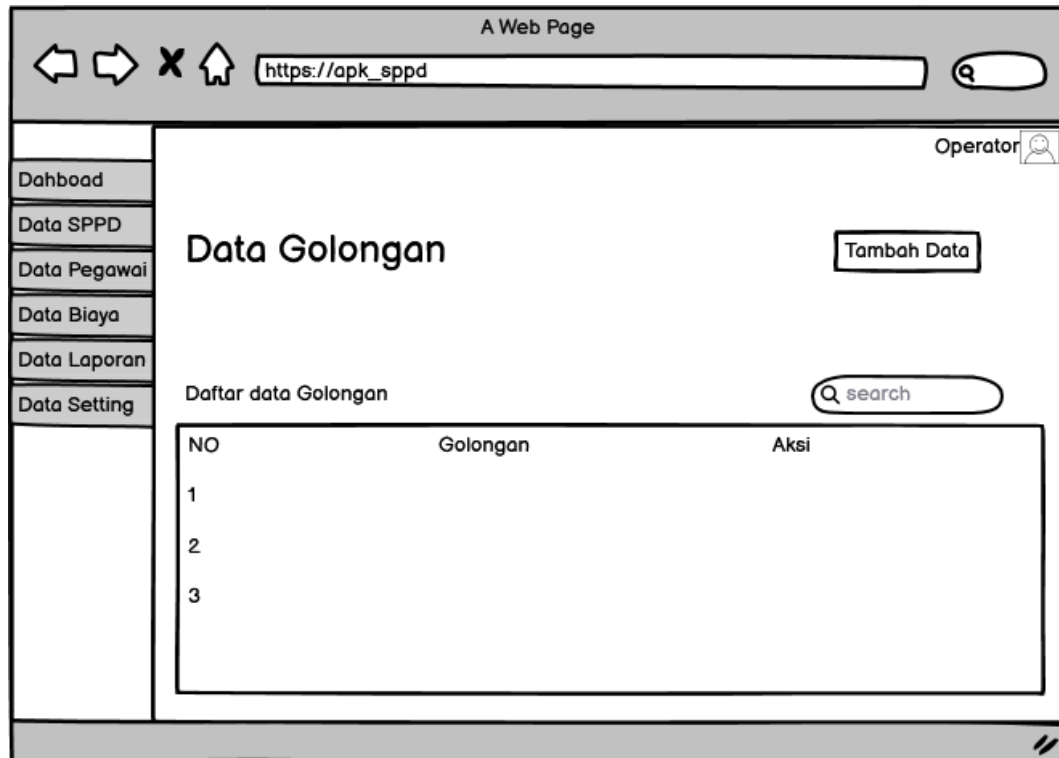 A Web Page
https://apk_sppd
Operator
Dahboad
Data SPPD
Data Pegawai
Data Biaya
Data Laporan
Data Setting
Data Golongan
Tambah Data
Daftar data Golongan
search
NO Golongan Aksi
1
2
3